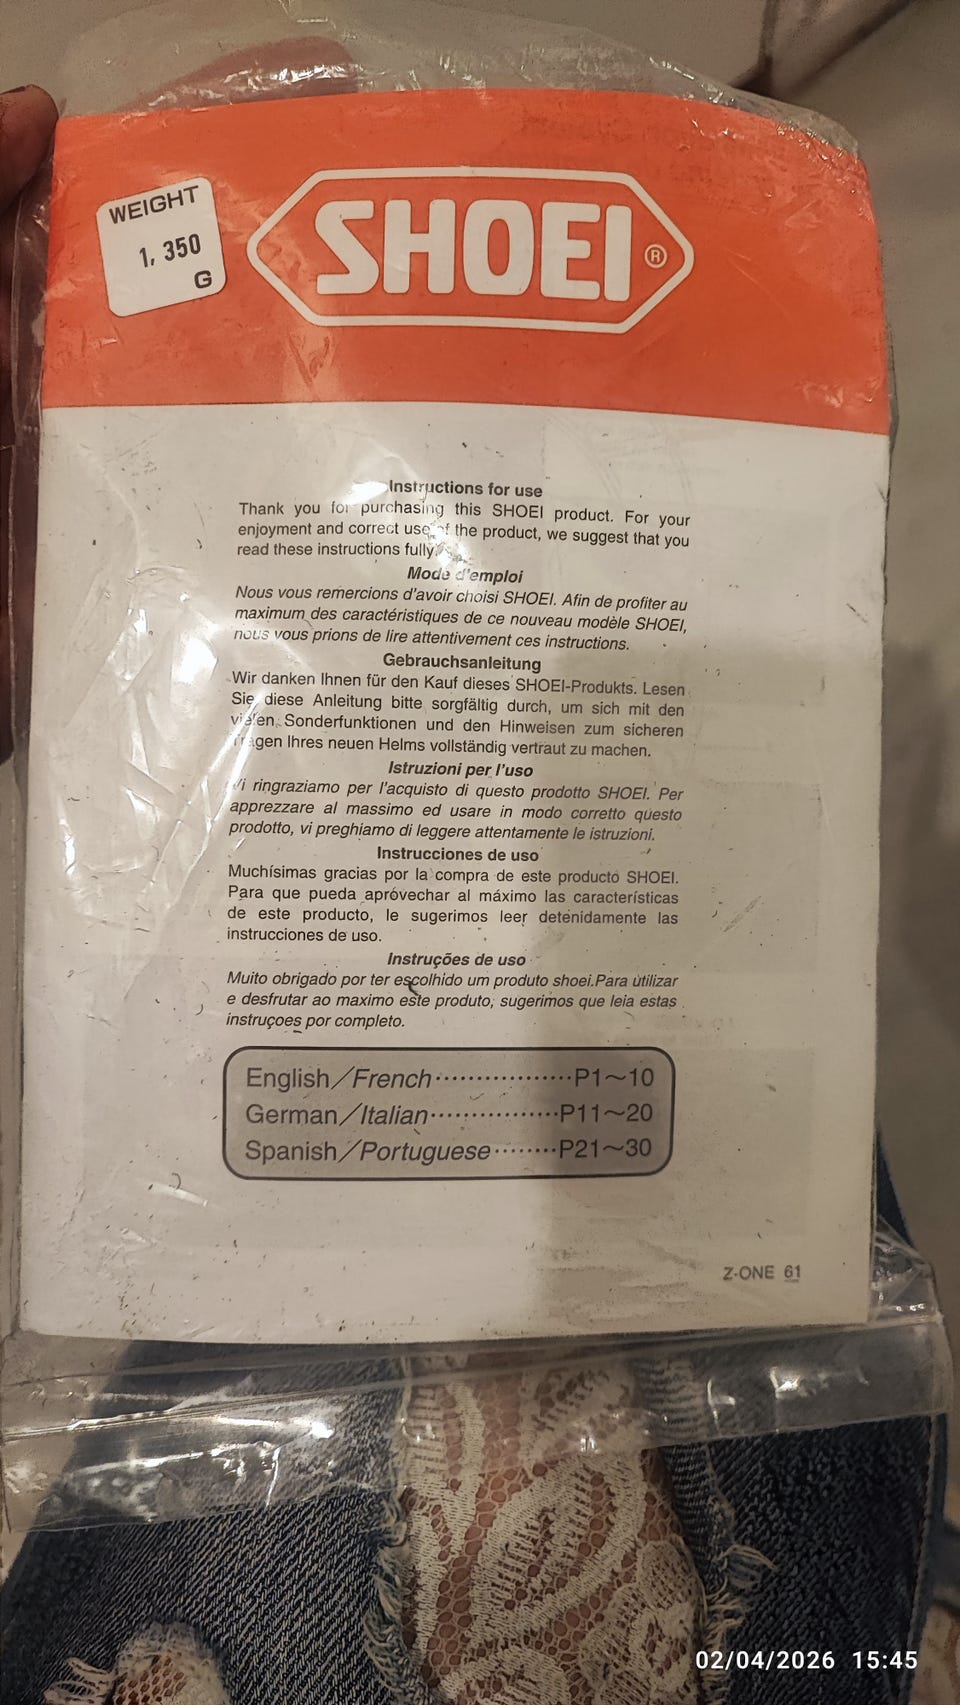 WEIGHT
1, 350
G
SHOEI®
Instructions for use
Thank you for purchasing this SHOEI product. For your
enjoyment and correct use of the product, we suggest that you
read these instructions fully.
Mode d'emploi
Nous vous remercions d'avoir choisi SHOEI. Afin de profiter au
maximum des caractéristiques de ce nouveau modèle SHOEI,
nous vous prions de lire attentivement ces instructions.
Gebrauchsanleitung
Wir danken Ihnen für den Kauf dieses SHOEI-Produkts. Lesen
Sie diese Anleitung bitte sorgfältig durch, um sich mit den
vielen Sonderfunktionen und den Hinweisen zum sicheren
Tragen Ihres neuen Helms vollständig vertraut zu machen.
Istruzioni per l'uso
Vi ringraziamo per l'acquisto di questo prodotto SHOEI. Per
apprezzare al massimo ed usare in modo corretto questo
prodotto, vi preghiamo di leggere attentamente le istruzioni.
Instrucciones de uso
Muchísimas gracias por la compra de este producto SHOEI.
Para que pueda aprovechar al máximo las características
de este producto, le sugerimos leer detenidamente las
instrucciones de uso.
Instruções de uso
Muito obrigado por ter escolhido um produto shoei.Para utilizar
e desfrutar ao maximo este produto, sugerimos que leia estas
instruçoes por completo.
English/French·················P1~10
German/Italian················P11~20
Spanish/Portuguese········P21~30
Z-ONE 61
02/04/2026 15:45